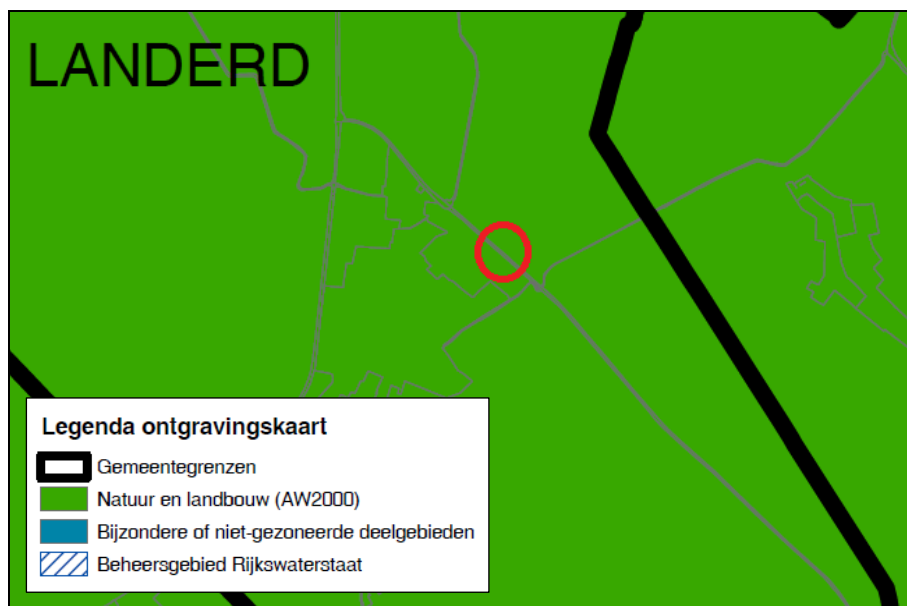 LANDERD
Legenda ontgravingskaart
Gemeentegrenzen
Natuur en landbouw (AW2000)
Bijzondere of niet-gezoneerde deelgebieden
Beheersgebied Rijkswaterstaat